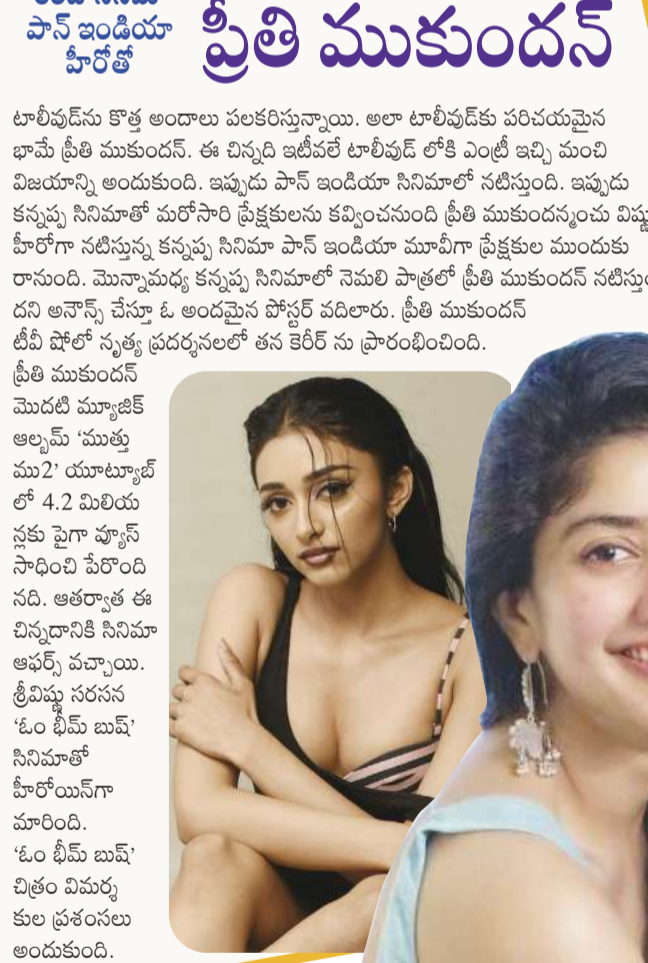 పాన్ ఇండియా
హీరోతో
ప్రీతి ముకుందన్
టాలీవుడ్‌ను కొత్త అందాలు పలకరిస్తున్నాయి. అలా టాలీవుడ్‌కు పరిచయమైన
భామే ప్రీతి ముకుందన్. ఈ చిన్నది ఇటీవలే టాలీవుడ్ లోకి ఎంట్రీ ఇచ్చి మంచి
విజయాన్ని అందుకుంది. ఇప్పుడు పాన్ ఇండియా సినిమాలో నటిస్తుంది. ఇప్పుడు
కన్నప్ప సినిమాతో మరోసారి ప్రేక్షకులను కవ్వించనుంది ప్రీతి ముకుందన్మంచు విష్ణు
హీరోగా నటిస్తున్న కన్నప్ప సినిమా పాన్ ఇండియా మూవీగా ప్రేక్షకుల ముందుకు
రానుంది. మొన్నామధ్య కన్నప్ప సినిమాలో నెమలి పాత్రలో ప్రీతి ముకుందన్ నటిస్తుం
దని అనౌన్స్ చేస్తూ ఓ అందమైన పోస్టర్ వదిలారు. ప్రీతి ముకుందన్
టీవీ షోలో నృత్య ప్రదర్శనలలో తన కెరీర్ ను ప్రారంభించింది.
ప్రీతి ముకుందన్
మొదటి మ్యూజిక్
ఆల్బమ్ ‘ముత్తు
ము2’ యూట్యూబ్
లో 4.2 మిలియ
న్లకు పైగా వ్యూస్
సాధించి పేరొంది
నది. ఆతర్వాత ఈ
చిన్నదానికి సినిమా
ఆఫర్స్ వచ్చాయి.
శ్రీవిష్ణు సరసన
‘ఓం భీమ్ బుష్’
సినిమాతో
హీరోయిన్‌గా
మారింది.
‘ఓం భీమ్ బుష్’
చిత్రం విమర్శ
కుల ప్రశంసలు
అందుకుంది.